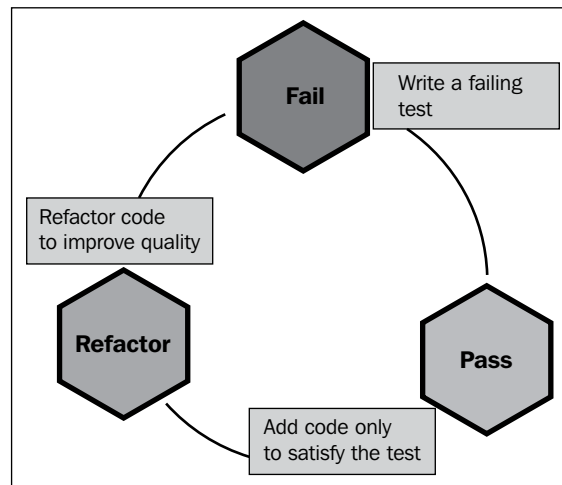 Fail
Write a failing
test
Refactor code
to improve quality
Refactor
Pass
Add code only
to satisfy the test